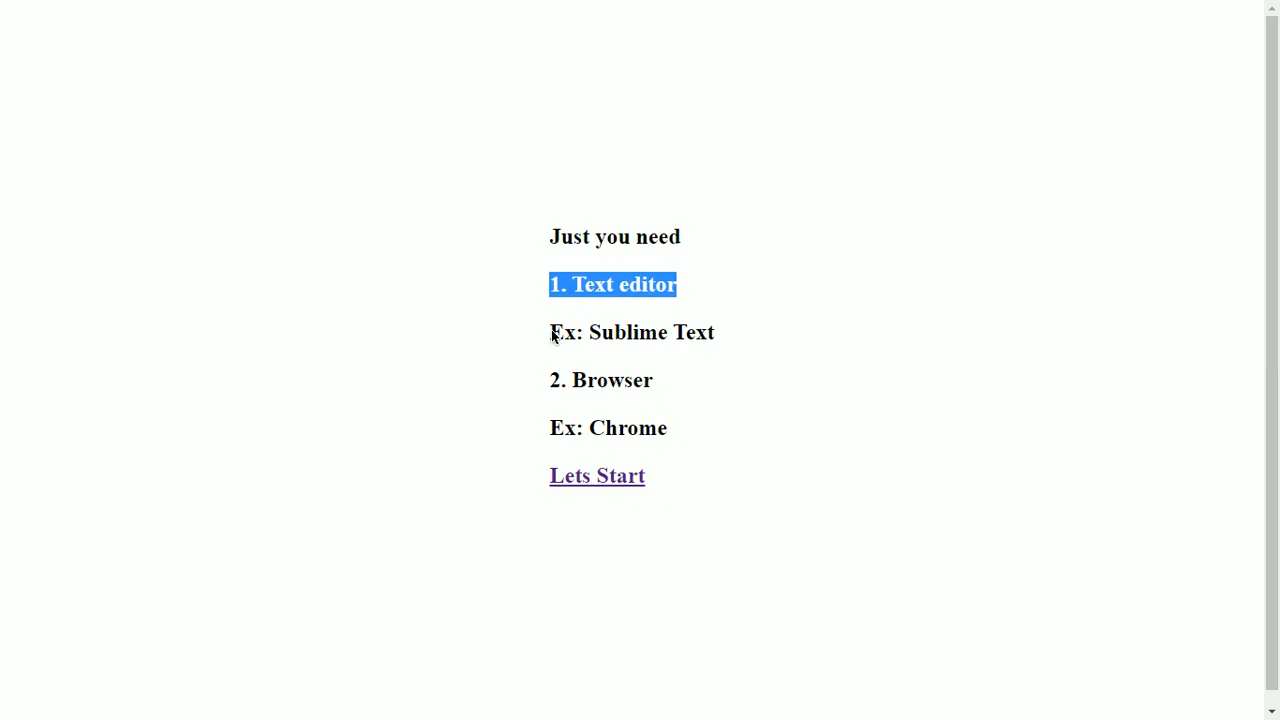 Just you need
1. Text editor
Ex: Sublime Text
2. Browser
Ex: Chrome
Lets Start